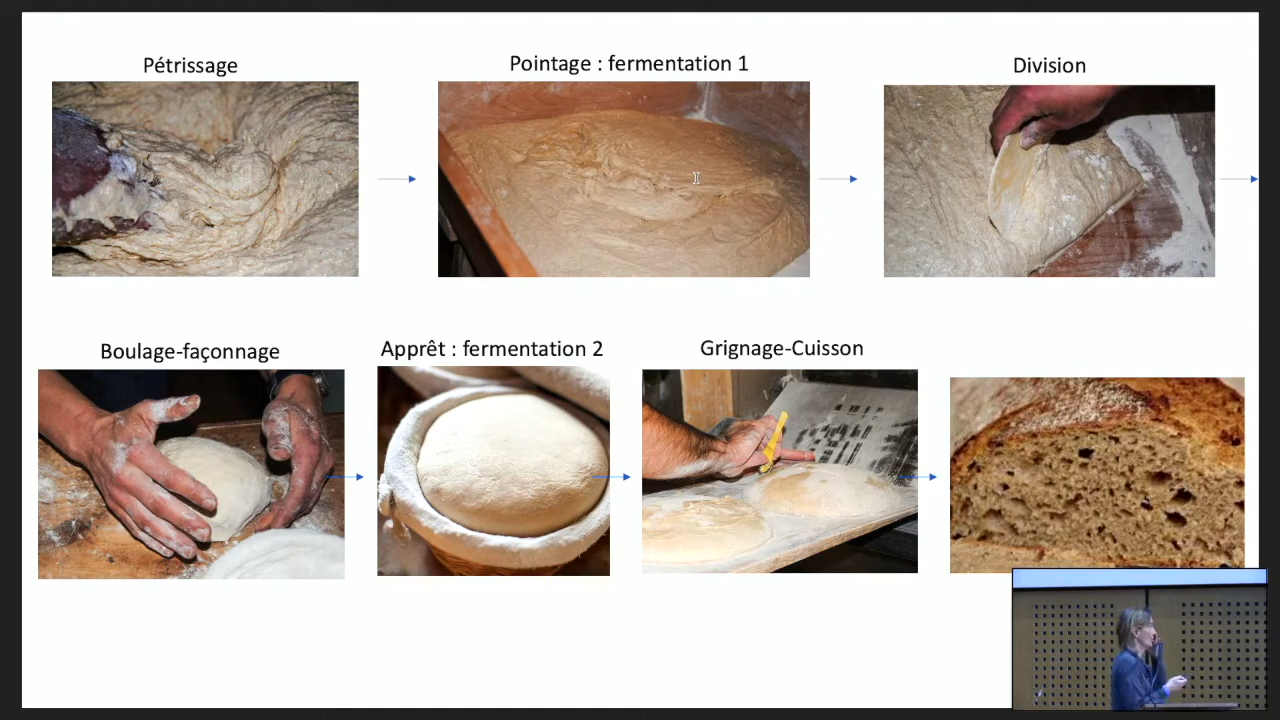 Pétrissage
Pointage : fermentation 1
Division
Boulage-façonnage
Apprêt : fermentation 2
Grignage-Cuisson